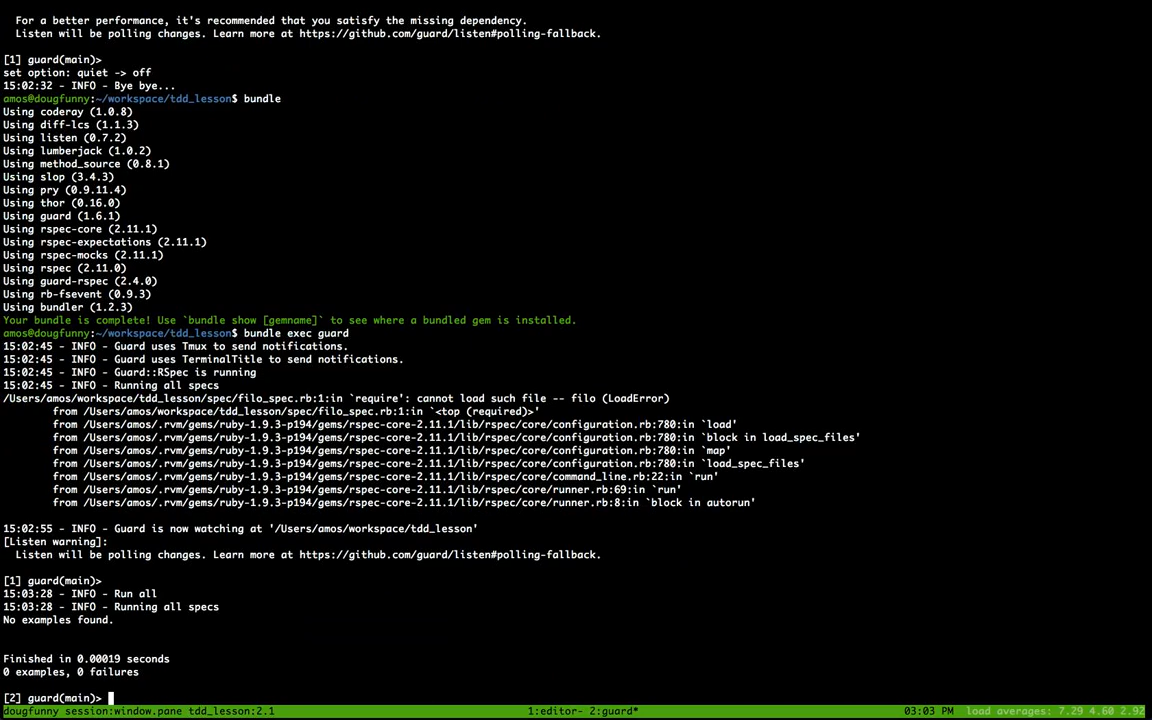 For a better performance, it's recommended that you satisfy the missing dependency.
Listen will be polling changes. Learn more at https://github.com/guard/listen#polling-fallback.
[1] guard(main)>
set option: quiet -> off
15:02:32 - INFO - Bye bye...
amos@dougfunny:~/workspace/tdd_lesson$ bundle
Using coderay (1.0.8)
Using diff-lcs (1.1.3)
Using listen (0.7.2)
Using lumberjack (1.0.2)
Using method_source (0.8.1)
Using slop (3.4.3)
Using pry (0.9.11.4)
Using thor (0.16.0)
Using guard (1.6.1)
Using rspec-core (2.11.1)
Using rspec-expectations (2.11.1)
Using rspec-mocks (2.11.1)
Using rspec (2.11.0)
Using guard-rspec (2.4.0)
Using rb-fsevent (0.9.3)
Using bundler (1.2.3)
Your bundle is complete! Use `bundle show [gemname]` to see where a bundled gem is installed.
amos@dougfunny:~/workspace/tdd_lesson$ bundle exec guard
15:02:45 - INFO - Guard uses Tmux to send notifications.
15:02:45 - INFO - Guard uses TerminalTitle to send notifications.
15:02:45 - INFO - Guard::RSpec is running
15:02:45 - INFO - Running all specs
/Users/amos/workspace/tdd_lesson/spec/filo_spec.rb:1:in `require': cannot load such file -- filo (LoadError)
from /Users/amos/workspace/tdd_lesson/spec/filo_spec.rb:1:in `<top (required)>'
from /Users/amos/.rvm/gems/ruby-1.9.3-p194/gems/rspec-core-2.11.1/lib/rspec/core/configuration.rb:780:in `load'
from /Users/amos/.rvm/gems/ruby-1.9.3-p194/gems/rspec-core-2.11.1/lib/rspec/core/configuration.rb:780:in `block in load_spec_files'
from /Users/amos/.rvm/gems/ruby-1.9.3-p194/gems/rspec-core-2.11.1/lib/rspec/core/configuration.rb:780:in `map'
from /Users/amos/.rvm/gems/ruby-1.9.3-p194/gems/rspec-core-2.11.1/lib/rspec/core/configuration.rb:780:in `load_spec_files'
from /Users/amos/.rvm/gems/ruby-1.9.3-p194/gems/rspec-core-2.11.1/lib/rspec/core/command_line.rb:22:in `run'
from /Users/amos/.rvm/gems/ruby-1.9.3-p194/gems/rspec-core-2.11.1/lib/rspec/core/runner.rb:69:in `run'
from /Users/amos/.rvm/gems/ruby-1.9.3-p194/gems/rspec-core-2.11.1/lib/rspec/core/runner.rb:8:in `block in autorun'
15:02:55 - INFO - Guard is now watching at '/Users/amos/workspace/tdd_lesson'
[Listen warning]:
Listen will be polling changes. Learn more at https://github.com/guard/listen#polling-fallback.
[1] guard(main)>
15:03:28 - INFO - Run all
15:03:28 - INFO - Running all specs
No examples found.
Finished in 0.00019 seconds
0 examples, 0 failures
[2] guard(main)>
dougfunny session:window.pane tdd_lesson:2.1 1:editor- 2:guard* 03:03 PM load averages: 7.29 4.60 2.92